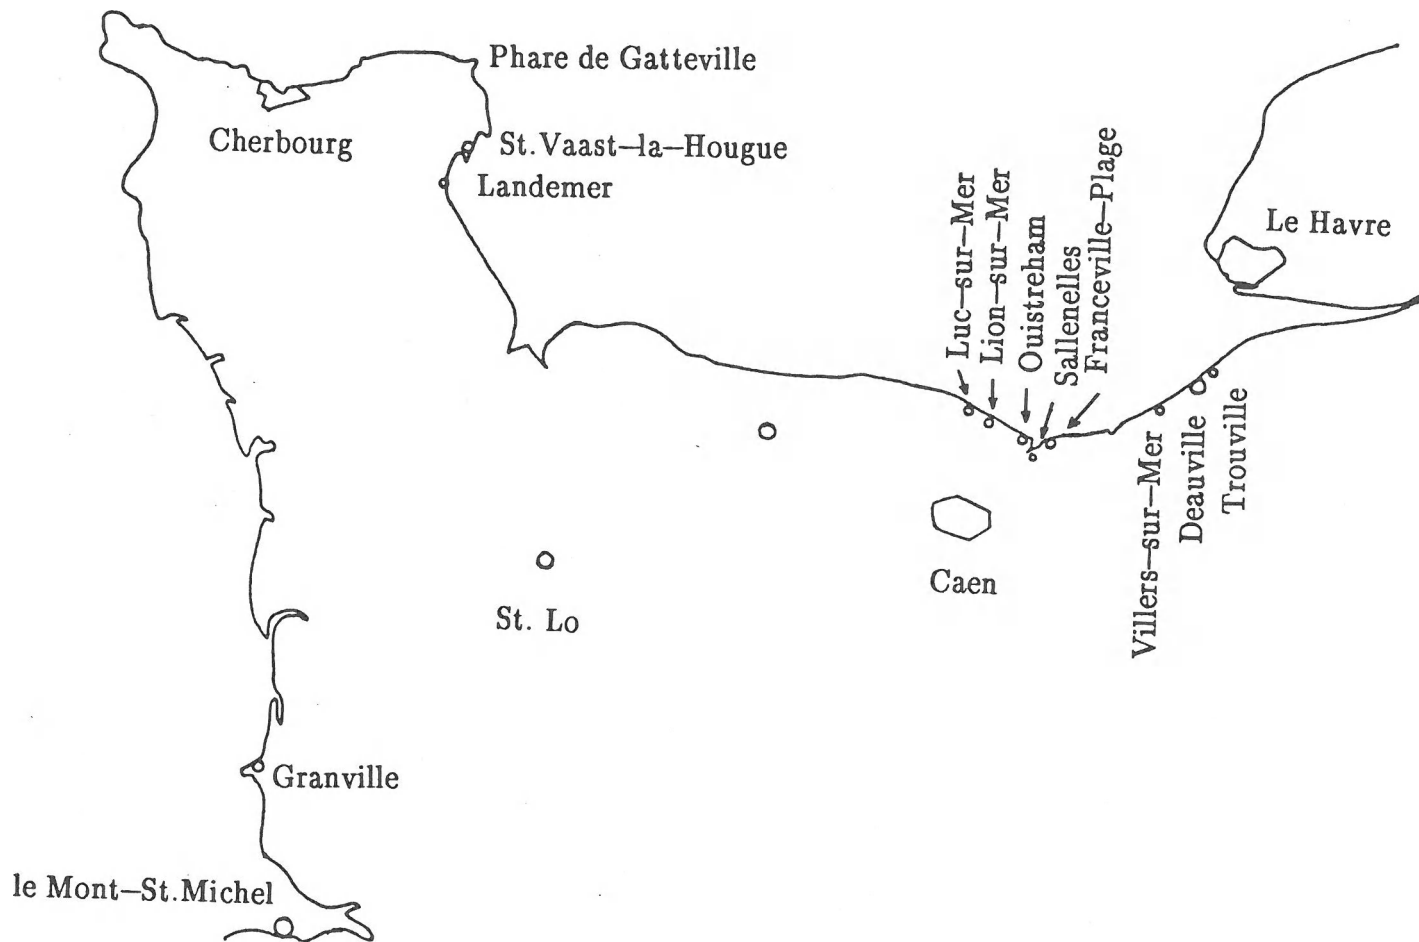 Phare de Gatteville
Cherbourg
St.Vaast–la–Hougue
Landemer
Luc–sur–Mer
Lion–sur–Mer
Ouistreham
Sallenelles
Franceville–Plage
Le Havre
Villers–sur–Mer
Deauville
Trouville
Caen
St. Lo
Granville
le Mont–St.Michel